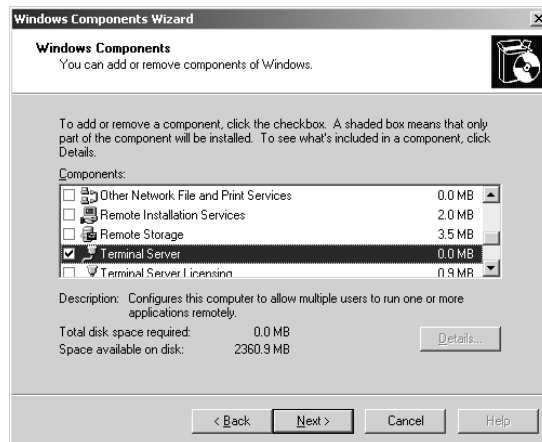 Windows Components Wizard
Windows Components
You can add or remove components of Windows.
To add or remove a component, click the checkbox. A shaded box means that only
part of the component will be installed. To see what's included in a component, click
Details.
Components:
Other Network File and Print Services 0.0 MB
Remote Installation Services 2.0 MB
Remote Storage 3.5 MB
Terminal Server 0.0 MB
Terminal Server Licensing 0.9 MB
Description: Configures this computer to allow multiple users to run one or more
applications remotely.
Total disk space required: 0.0 MB
Space available on disk: 2360.9 MB
Details...
< Back Next > Cancel Help